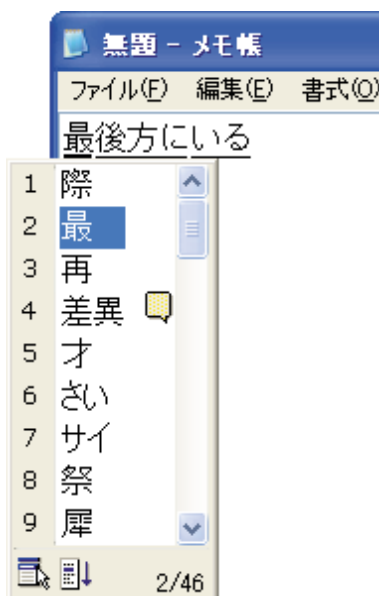 無題 - メモ帳
ファイル(F) 編集(E) 書式(O)
最後方にいる
1 際
2 最
3 再
4 差異
5 才
6 さい
7 サイ
8 祭
9 犀
2/46